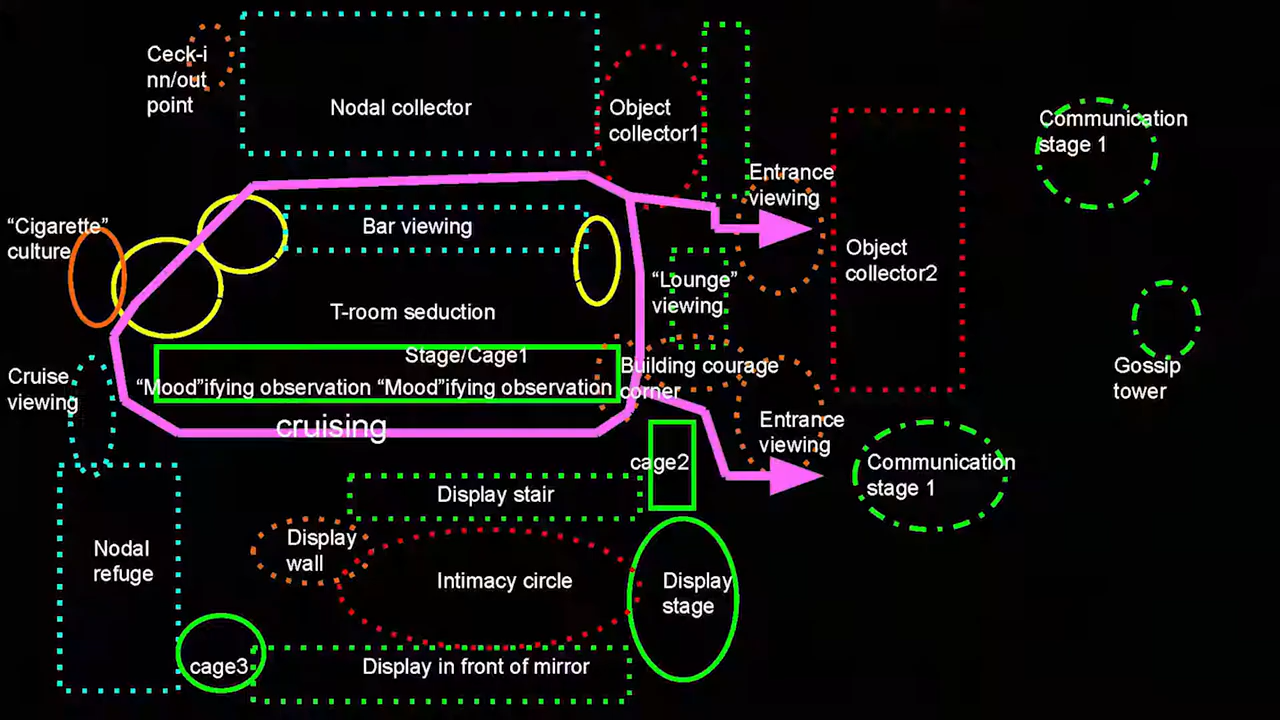 Ceck-i
nn/out
point
Nodal collector
Object
collector1
Communication
stage 1
Entrance
viewing
“Cigarette”
culture
Bar viewing
Object
collector2
“Lounge”
viewing
T-room seduction
Stage/Cage1
“Mood”ifying observation “Mood”ifying observation
Building courage
corner
Gossip
tower
Cruise
viewing
cruising
Entrance
viewing
cage2
Communication
stage 1
Display stair
Nodal
refuge
Display
wall
Intimacy circle
Display
stage
cage3
Display in front of mirror